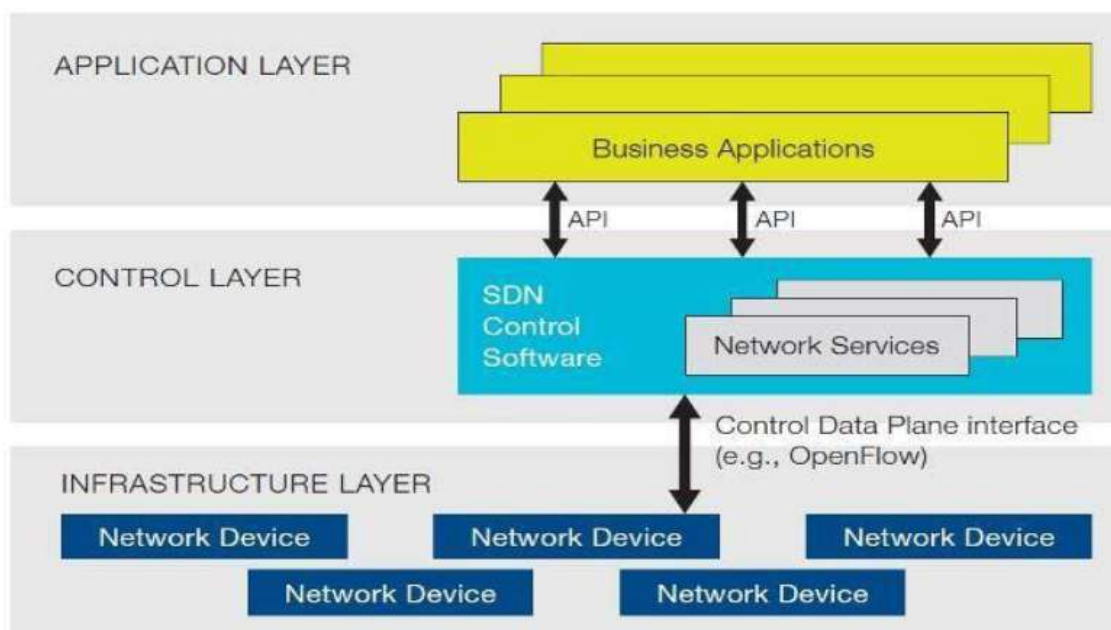 APPLICATION LAYER
Business Applications
API
API
API
CONTROL LAYER
SDN
Control
Software
Network Services
Control Data Plane interface
(e.g., OpenFlow)
INFRASTRUCTURE LAYER
Network Device
Network Device
Network Device
Network Device
Network Device